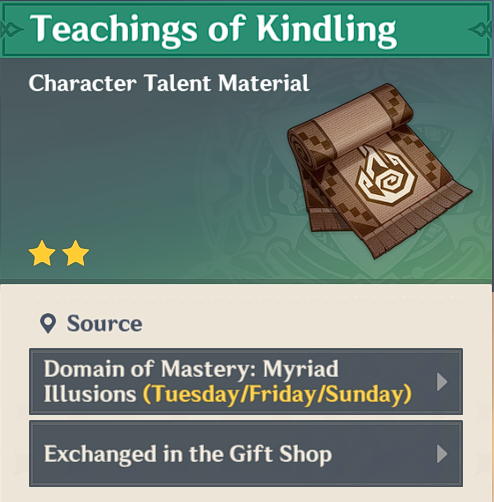 Teachings of Kindling
Character Talent Material
Source
Domain of Mastery: Myriad
Illusions (Tuesday/Friday/Sunday)
Exchanged in the Gift Shop